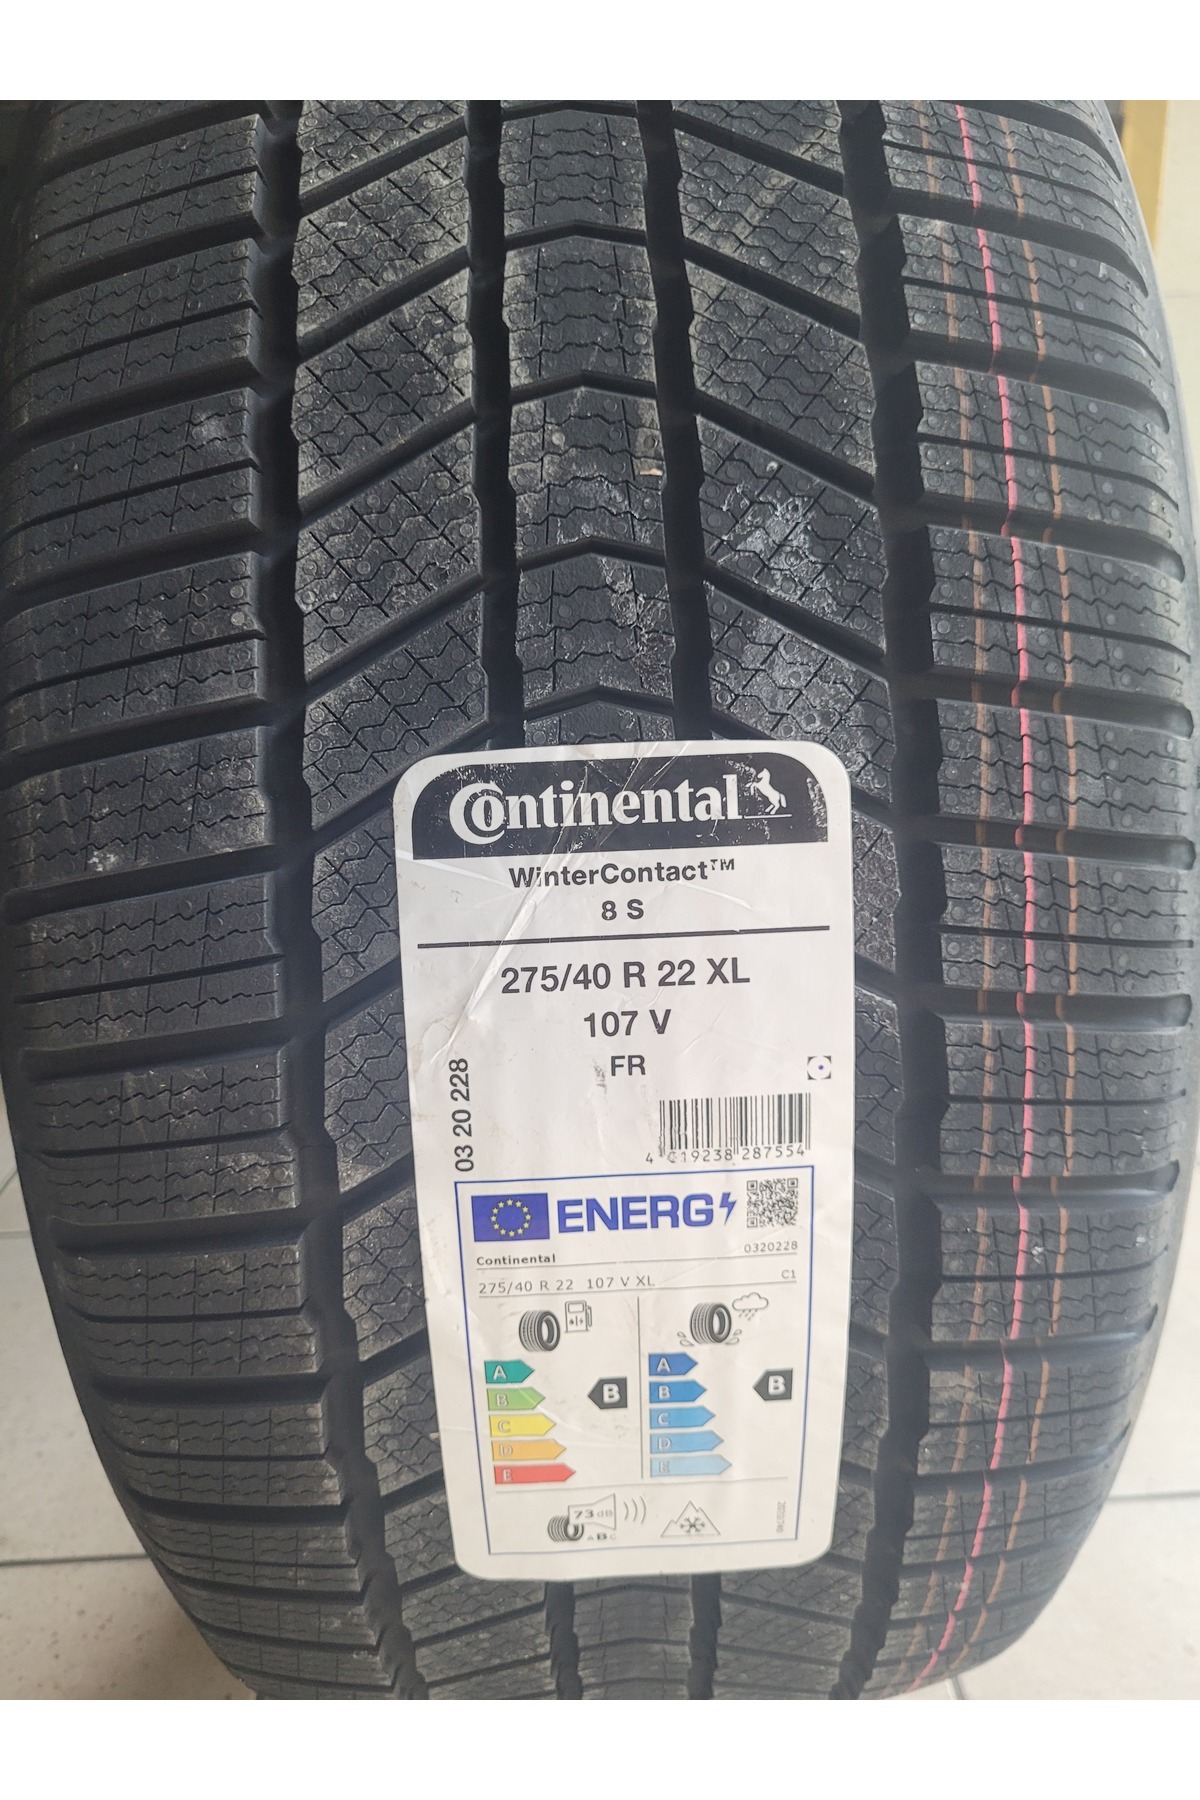 Continental
WinterContact™
8 S
275/40 R 22 XL
107 V
FR
03 20 228
4 019238 287554
ENERG
Continental
0320228
275/40 R 22 107 V XL
C1
A
B
C
D
E
B
A
B
C
D
E
B
73 dB
ABC